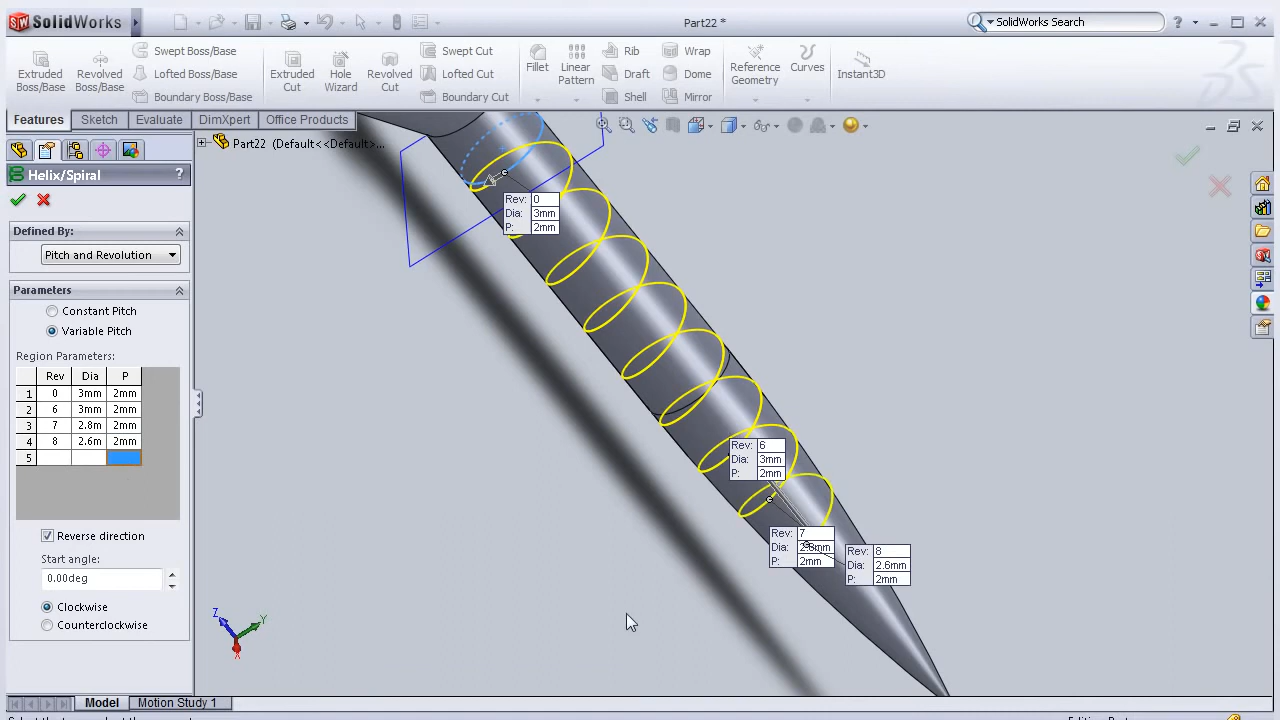 SolidWorks
Part22 *
SolidWorks Search
Extruded Boss/Base
Revolved Boss/Base
Swept Boss/Base
Lofted Boss/Base
Boundary Boss/Base
Extruded Cut
Hole Wizard
Revolved Cut
Swept Cut
Lofted Cut
Boundary Cut
Fillet
Linear Pattern
Rib
Draft
Shell
Wrap
Dome
Mirror
Reference Geometry
Curves
Instant3D
Features Sketch Evaluate DimXpert Office Products
Part22 (Default<<Default>...
Helix/Spiral ?
Defined By:
Pitch and Revolution
Parameters
Constant Pitch
Variable Pitch
Region Parameters:
Rev Dia P
1 0 3mm 2mm
2 6 3mm 2mm
3 7 2.8m 2mm
4 8 2.6m 2mm
5
Reverse direction
Start angle:
0.00deg
Clockwise
Counterclockwise
Rev: 0
Dia: 3mm
P: 2mm
Rev: 6
Dia: 3mm
P: 2mm
Rev: 7
Dia: 2.8mm
P: 2mm
Rev: 8
Dia: 2.6mm
P: 2mm
Z
Y
X
Model Motion Study 1